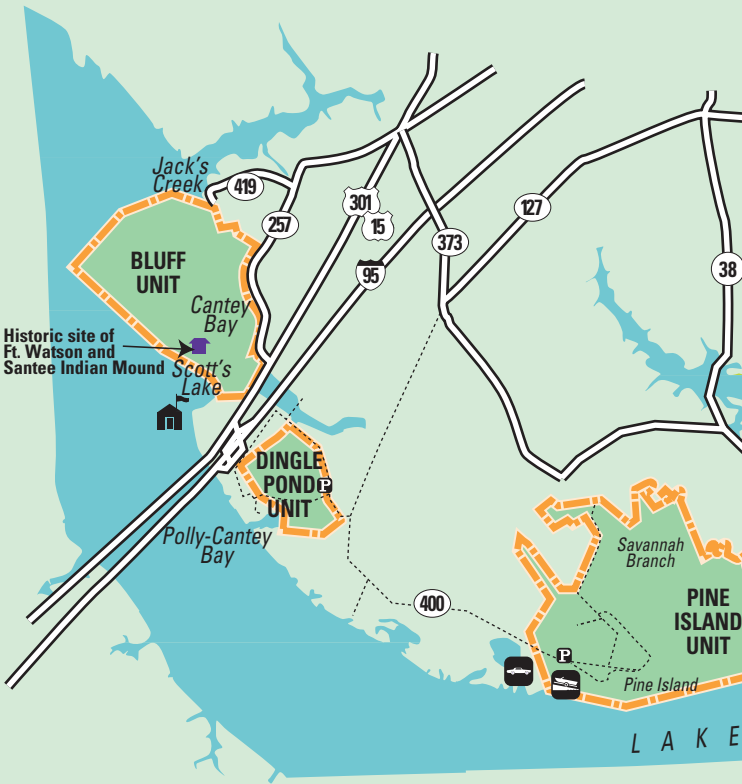 Jack's
Creek
419
301
15
127
257
373
BLUFF
UNIT
38
95
Cantey
Bay
Historic site of
Ft. Watson and
Santee Indian Mound
Scott's
Lake
DINGLE
POND
UNIT
P
Polly-Cantey
Bay
Savannah
Branch
400
PINE
ISLAND
UNIT
P
Pine Island
LAKE